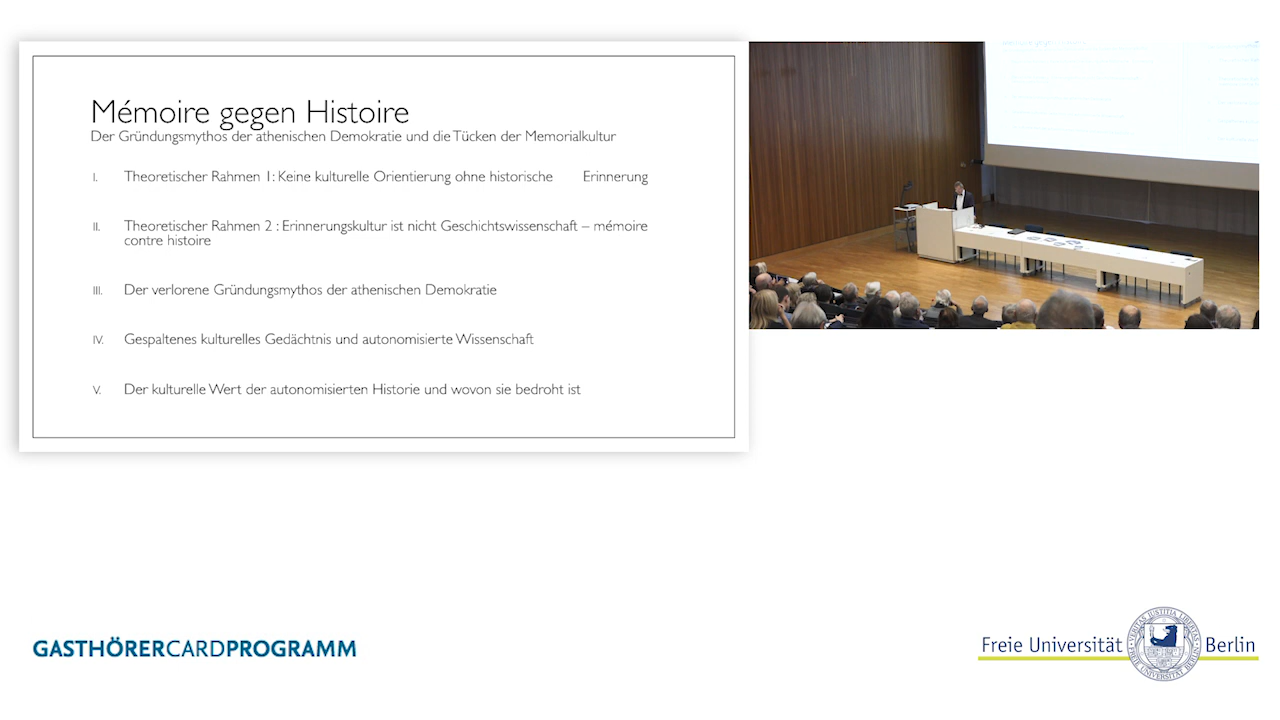 Mémoire gegen Histoire
Der Gründungsmythos der athenischen Demokratie und die Tücken der Memorialkultur
I. Theoretischer Rahmen 1: Keine kulturelle Orientierung ohne historische Erinnerung
II. Theoretischer Rahmen 2 : Erinnerungskultur ist nicht Geschichtswissenschaft – mémoire
contre histoire
III. Der verlorene Gründungsmythos der athenischen Demokratie
IV. Gespaltenes kulturelles Gedächtnis und autonomisierte Wissenschaft
V. Der kulturelle Wert der autonomisierten Historie und wovon sie bedroht ist
GASTHÖRERCARDPROGRAMM
Freie Universität Berlin